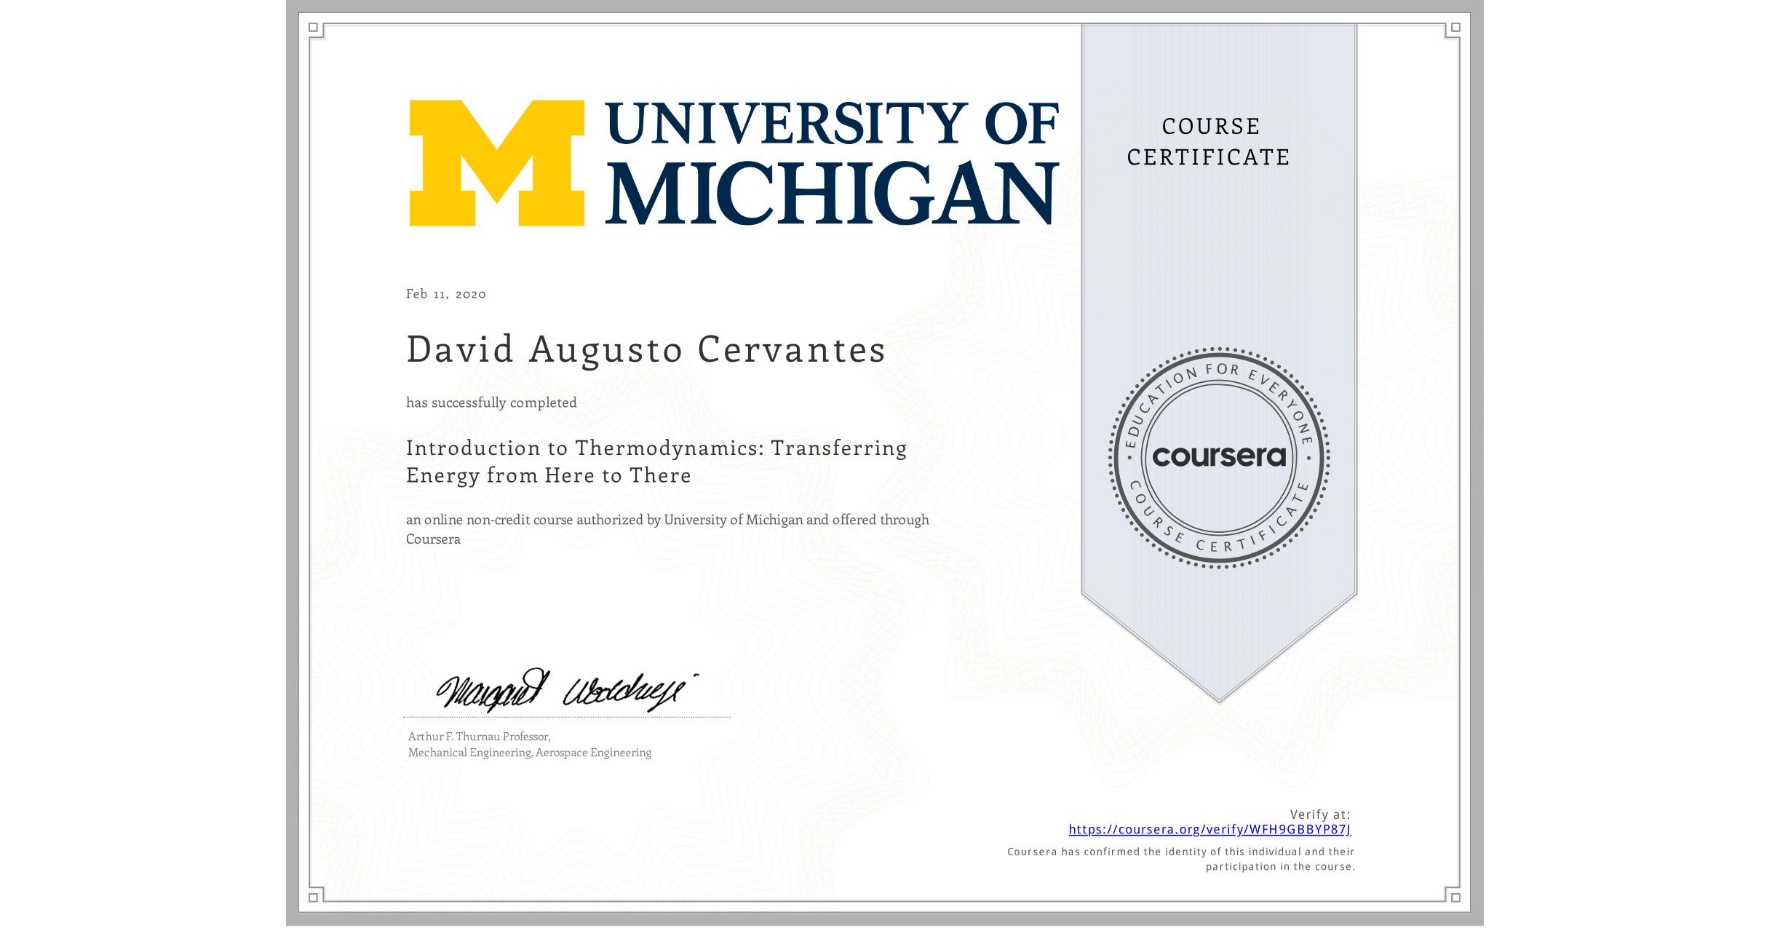 UNIVERSITY OF
MICHIGAN
COURSE
CERTIFICATE
Feb 11, 2020
David Augusto Cervantes
has successfully completed
Introduction to Thermodynamics: Transferring
Energy from Here to There
an online non-credit course authorized by University of Michigan and offered through
Coursera
EDUCATION FOR EVERYONE
coursera
COURSE CERTIFICATE
Margaret Wooldridge
Arthur F. Thurnau Professor,
Mechanical Engineering, Aerospace Engineering
Verify at:
https://coursera.org/verify/WFH9GBBYP87J
Coursera has confirmed the identity of this individual and their
participation in the course.